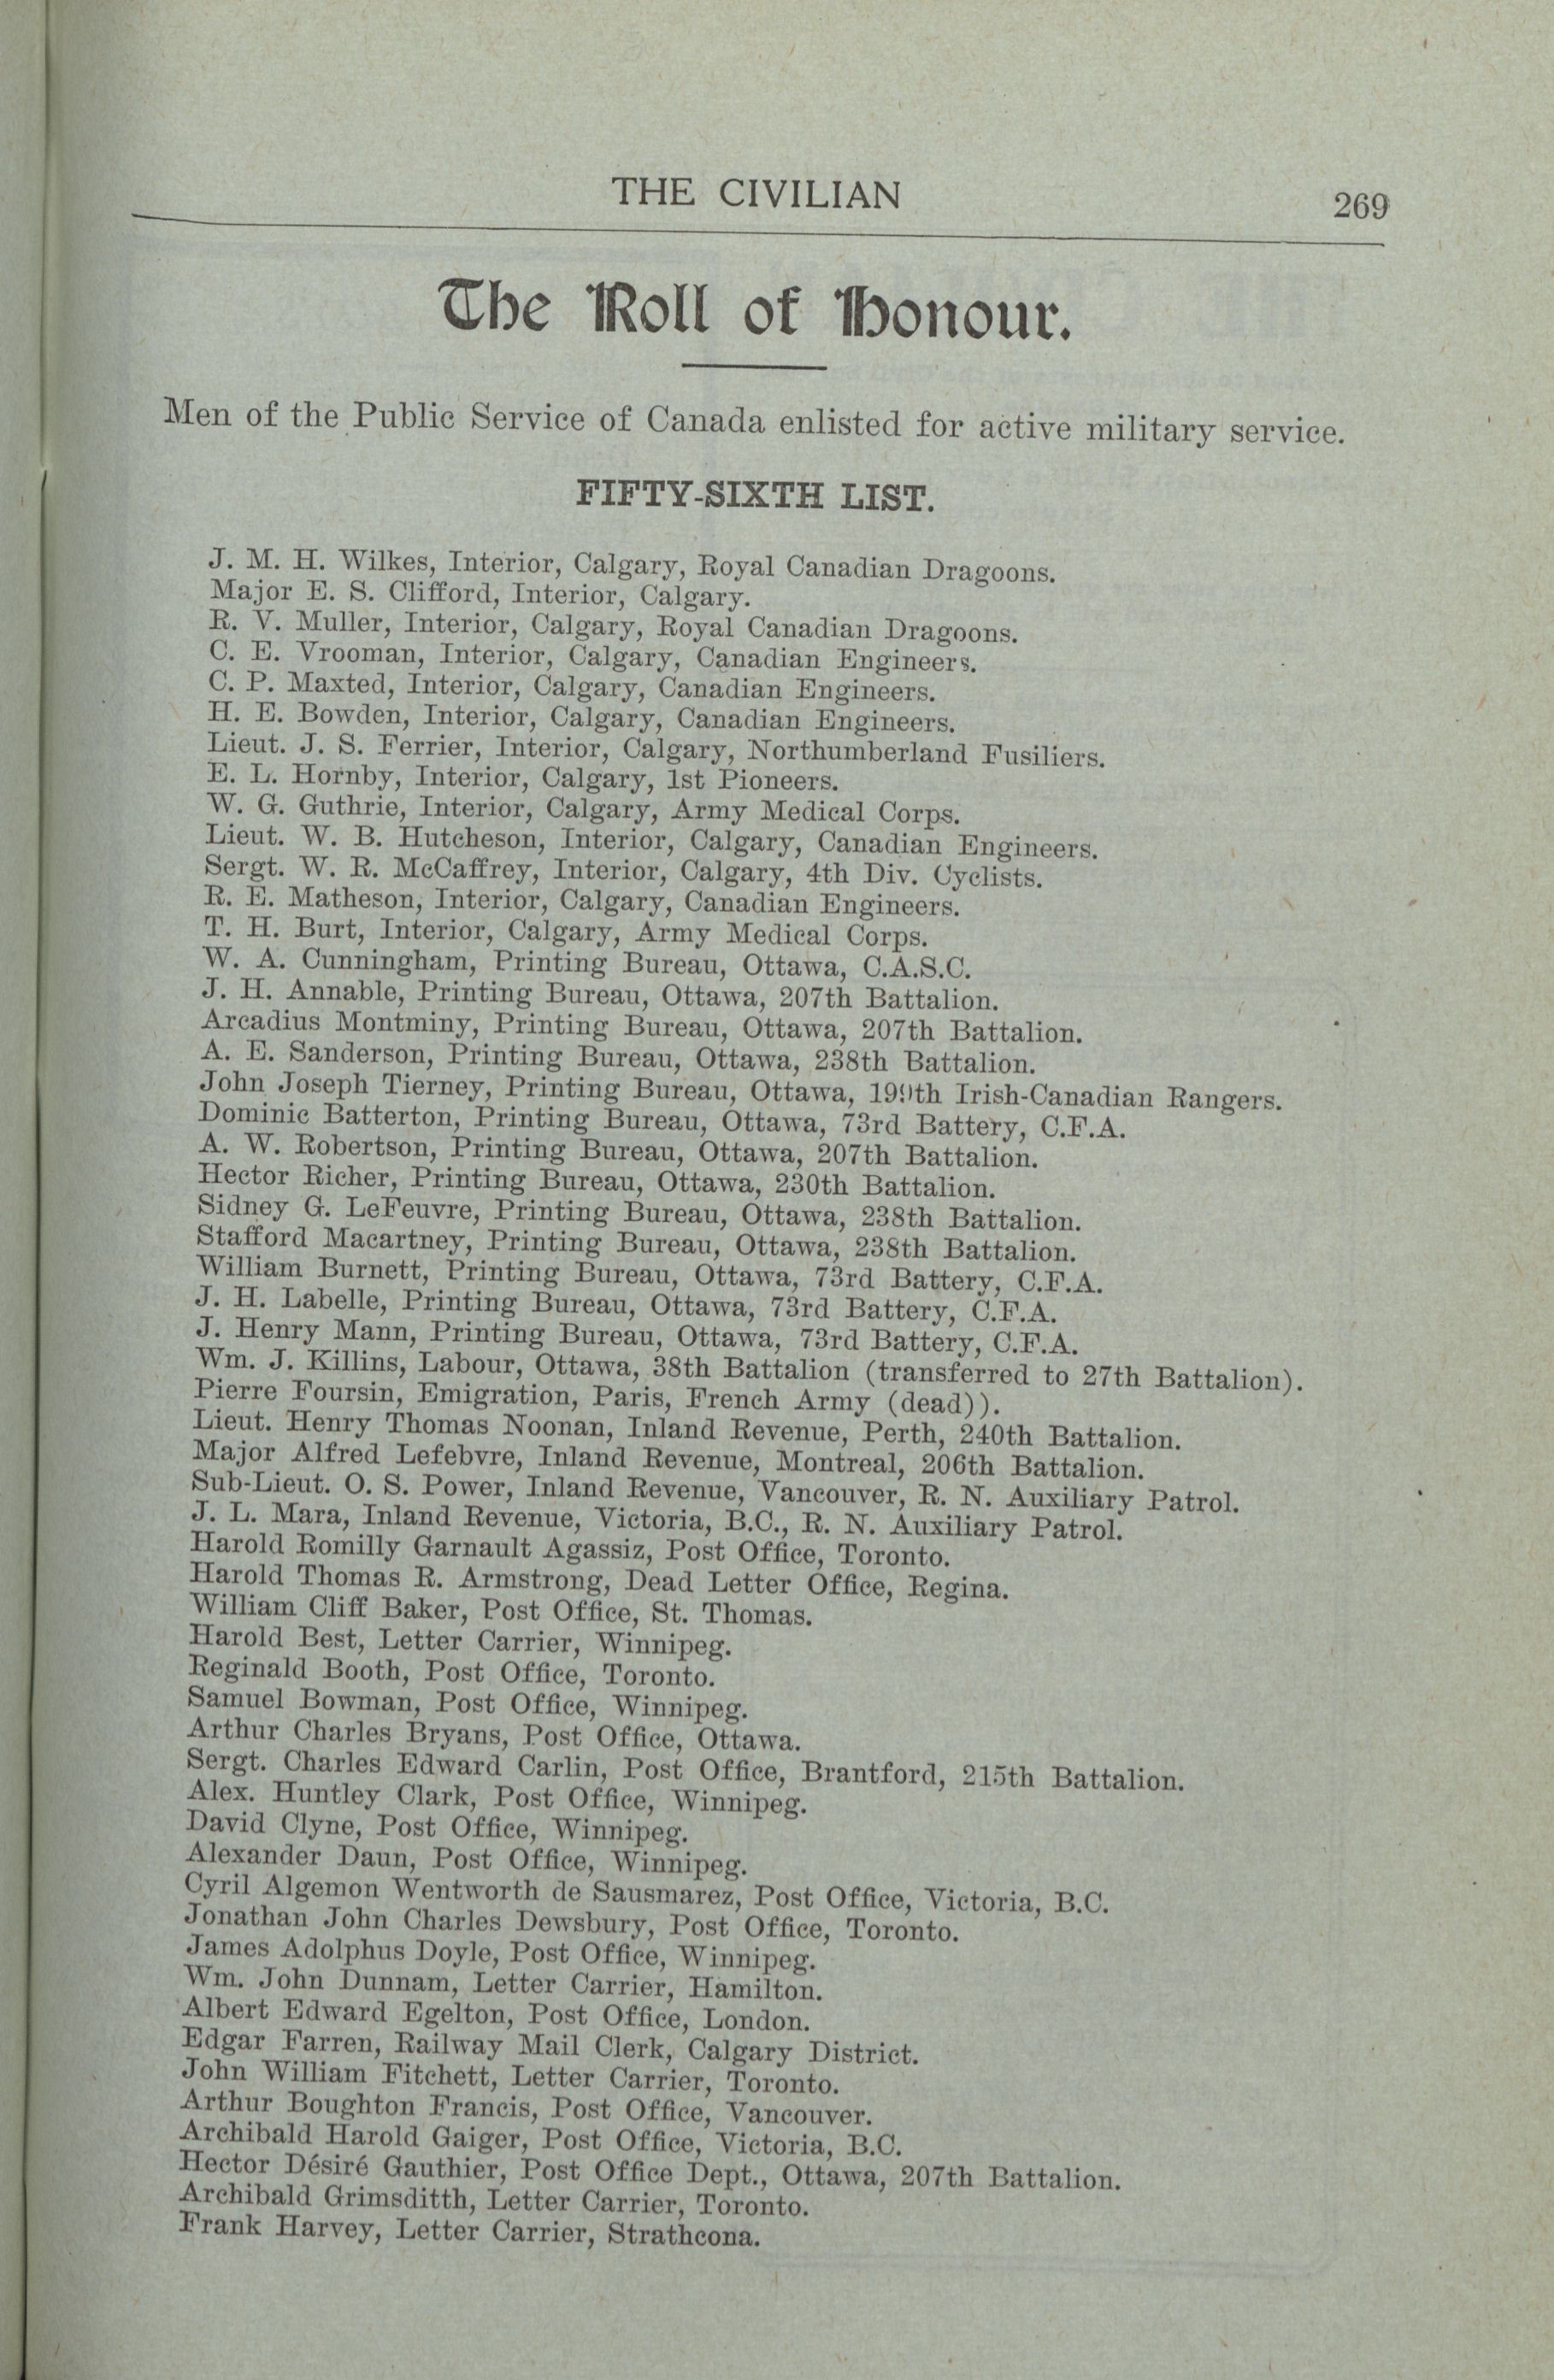 THE CIVILIAN 269
The Roll of Honour.
Men of the Public Service of Canada enlisted for active military service.
FIFTY-SIXTH LIST.
J. M. H. Wilkes, Interior, Calgary, Royal Canadian Dragoons.
Major E. S. Clifford, Interior, Calgary.
R. V. Muller, Interior, Calgary, Royal Canadian Dragoons.
C. E. Vrooman, Interior, Calgary, Canadian Engineers.
C. P. Maxted, Interior, Calgary, Canadian Engineers.
H. E. Bowden, Interior, Calgary, Canadian Engineers.
Lieut. J. S. Ferrier, Interior, Calgary, Northumberland Fusiliers.
E. L. Hornby, Interior, Calgary, 1st Pioneers.
W. G. Guthrie, Interior, Calgary, Army Medical Corps.
Lieut. W. B. Hutcheson, Interior, Calgary, Canadian Engineers.
Sergt. W. R. McCaffrey, Interior, Calgary, 4th Div. Cyclists.
R. E. Matheson, Interior, Calgary, Canadian Engineers.
T. H. Burt, Interior, Calgary, Army Medical Corps.
W. A. Cunningham, Printing Bureau, Ottawa, C.A.S.C.
J. H. Annable, Printing Bureau, Ottawa, 207th Battalion.
Arcadius Montminy, Printing Bureau, Ottawa, 207th Battalion.
A. E. Sanderson, Printing Bureau, Ottawa, 238th Battalion.
John Joseph Tierney, Printing Bureau, Ottawa, 199th Irish-Canadian Rangers.
Dominic Batterton, Printing Bureau, Ottawa, 73rd Battery, C.F.A.
A. W. Robertson, Printing Bureau, Ottawa, 207th Battalion.
Hector Richer, Printing Bureau, Ottawa, 230th Battalion.
Sidney G. LeFeuvre, Printing Bureau, Ottawa, 238th Battalion.
Stafford Macartney, Printing Bureau, Ottawa, 238th Battalion.
William Burnett, Printing Bureau, Ottawa, 73rd Battery, C.F.A.
J. H. Labelle, Printing Bureau, Ottawa, 73rd Battery, C.F.A.
J. Henry Mann, Printing Bureau, Ottawa, 73rd Battery, C.F.A.
Wm. J. Killins, Labour, Ottawa, 38th Battalion (transferred to 27th Battalion).
Pierre Foursin, Emigration, Paris, French Army (dead)).
Lieut. Henry Thomas Noonan, Inland Revenue, Perth, 240th Battalion.
Major Alfred Lefebvre, Inland Revenue, Montreal, 206th Battalion.
Sub-Lieut. O. S. Power, Inland Revenue, Vancouver, R. N. Auxiliary Patrol.
J. L. Mara, Inland Revenue, Victoria, B.C., R. N. Auxiliary Patrol.
Harold Romilly Garnault Agassiz, Post Office, Toronto.
Harold Thomas R. Armstrong, Dead Letter Office, Regina.
William Cliff Baker, Post Office, St. Thomas.
Harold Best, Letter Carrier, Winnipeg.
Reginald Booth, Post Office, Toronto.
Samuel Bowman, Post Office, Winnipeg.
Arthur Charles Bryans, Post Office, Ottawa.
Sergt. Charles Edward Carlin, Post Office, Brantford, 215th Battalion.
Alex. Huntley Clark, Post Office, Winnipeg.
David Clyne, Post Office, Winnipeg.
Alexander Daun, Post Office, Winnipeg.
Cyril Algemon Wentworth de Sausmarez, Post Office, Victoria, B.C.
Jonathan John Charles Dewsbury, Post Office, Toronto.
James Adolphus Doyle, Post Office, Winnipeg.
Wm. John Dunnam, Letter Carrier, Hamilton.
Albert Edward Egelton, Post Office, London.
Edgar Farren, Railway Mail Clerk, Calgary District.
John William Fitchett, Letter Carrier, Toronto.
Arthur Boughton Francis, Post Office, Vancouver.
Archibald Harold Gaiger, Post Office, Victoria, B.C.
Hector Désiré Gauthier, Post Office Dept., Ottawa, 207th Battalion.
Archibald Grimsditth, Letter Carrier, Toronto.
Frank Harvey, Letter Carrier, Strathcona.